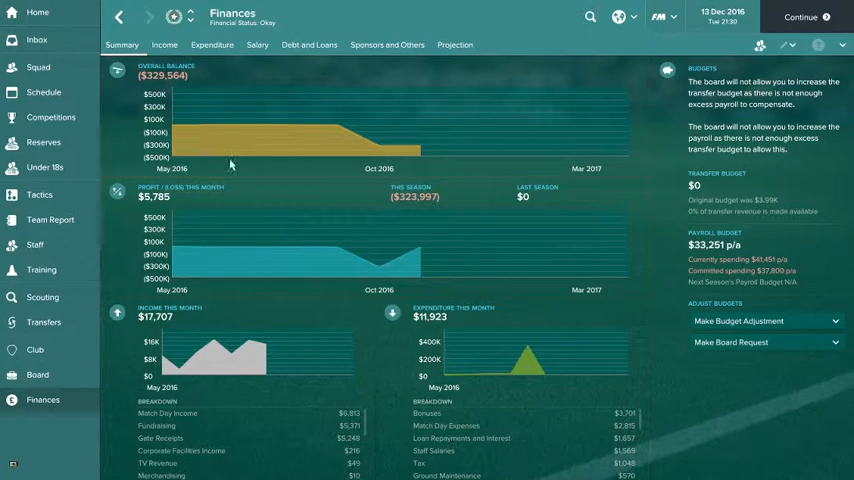 Home
Inbox
Squad
Schedule
Competitions
Reserves
Under 18s
Tactics
Team Report
Staff
Training
Scouting
Transfers
Club
Board
Finances
Finances
Financial Status: Okay
FM
13 Dec 2016
Tue 21:30
Continue
Summary
Income
Expenditure
Salary
Debt and Loans
Sponsors and Others
Projection
OVERALL BALANCE
($329,564)
$500K
$300K
$100K
($100K)
($300K)
($500K)
May 2016
Oct 2016
Mar 2017
PROFIT / (LOSS) THIS MONTH
$5,785
THIS SEASON
($323,997)
LAST SEASON
$0
$500K
$300K
$100K
($100K)
($300K)
($500K)
May 2016
Oct 2016
Mar 2017
INCOME THIS MONTH
$17,707
$16K
$8K
$0
May 2016
BREAKDOWN
Match Day Income $6,813
Fundraising $5,371
Gate Receipts $5,248
Corporate Facilities Income $216
TV Revenue $49
Merchandising $10
EXPENDITURE THIS MONTH
$11,923
$400K
$200K
$0
May 2016
BREAKDOWN
Bonuses $3,701
Match Day Expenses $2,815
Loan Repayments and Interest $1,657
Staff Salaries $1,569
Tax $1,048
Ground Maintenance $570
BUDGETS
The board will not allow you to increase the
transfer budget as there is not enough
excess payroll to compensate.
The board will not allow you to increase the
payroll as there is not enough excess
transfer budget to allow this.
TRANSFER BUDGET
$0
Original budget was $3.99K
0% of transfer revenue is made available
PAYROLL BUDGET
$33,251 p/a
Currently spending $41,451 p/a
Committed spending $37,800 p/a
Next Season's Payroll Budget N/A
ADJUST BUDGETS
Make Budget Adjustment
Make Board Request